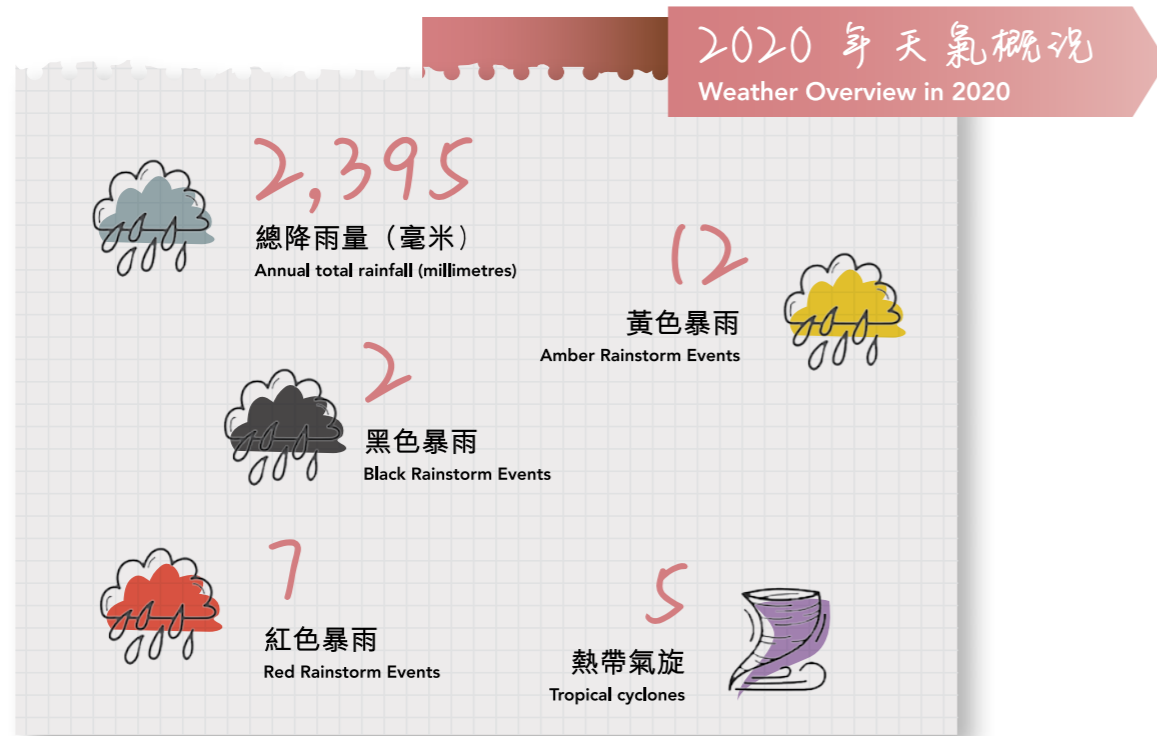 2020 年天氣概況
Weather Overview in 2020
2,395
總降雨量（毫米）
Annual total rainfall (millimetres)
12
黃色暴雨
Amber Rainstorm Events
2
黑色暴雨
Black Rainstorm Events
7
紅色暴雨
Red Rainstorm Events
5
熱帶氣旋
Tropical cyclones